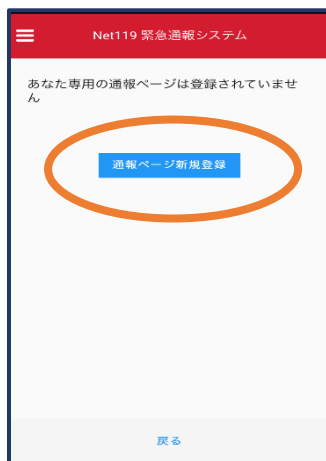 Net119 緊急通報システム
あなた専用の通報ページは登録されていませ
ん
通報ページ新規登録
戻る